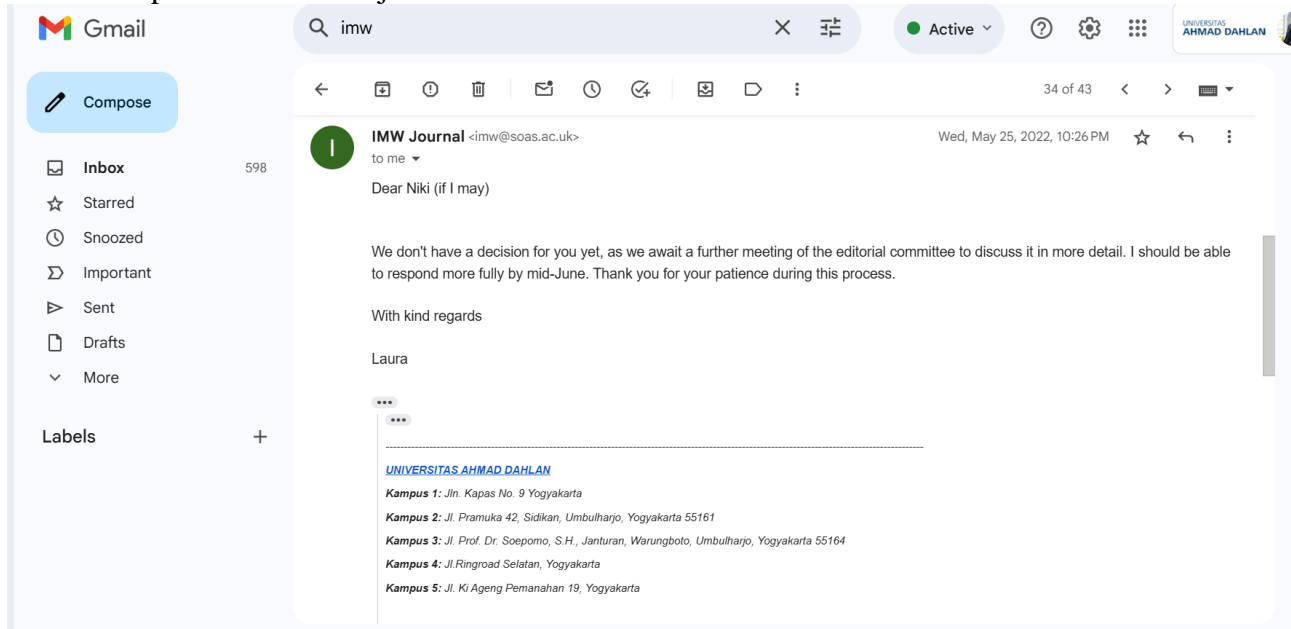 Gmail
imw
Active
UNIVERSITAS
AHMAD DAHLAN
Compose
34 of 43
Inbox 598
Starred
Snoozed
Important
Sent
Drafts
More
Labels
IMW Journal <imw@soas.ac.uk>
Wed, May 25, 2022, 10:26 PM
to me
Dear Niki (if I may)
We don't have a decision for you yet, as we await a further meeting of the editorial committee to discuss it in more detail. I should be able
to respond more fully by mid-June. Thank you for your patience during this process.
With kind regards
Laura
UNIVERSITAS AHMAD DAHLAN
Kampus 1: Jln. Kapas No. 9 Yogyakarta
Kampus 2: Jl. Pramuka 42, Sidikan, Umbulharjo, Yogyakarta 55161
Kampus 3: Jl. Prof. Dr. Soepomo, S.H., Janturan, Warungboto, Umbulharjo, Yogyakarta 55164
Kampus 4: Jl.Ringroad Selatan, Yogyakarta
Kampus 5: Jl. Ki Ageng Pemanahan 19, Yogyakarta